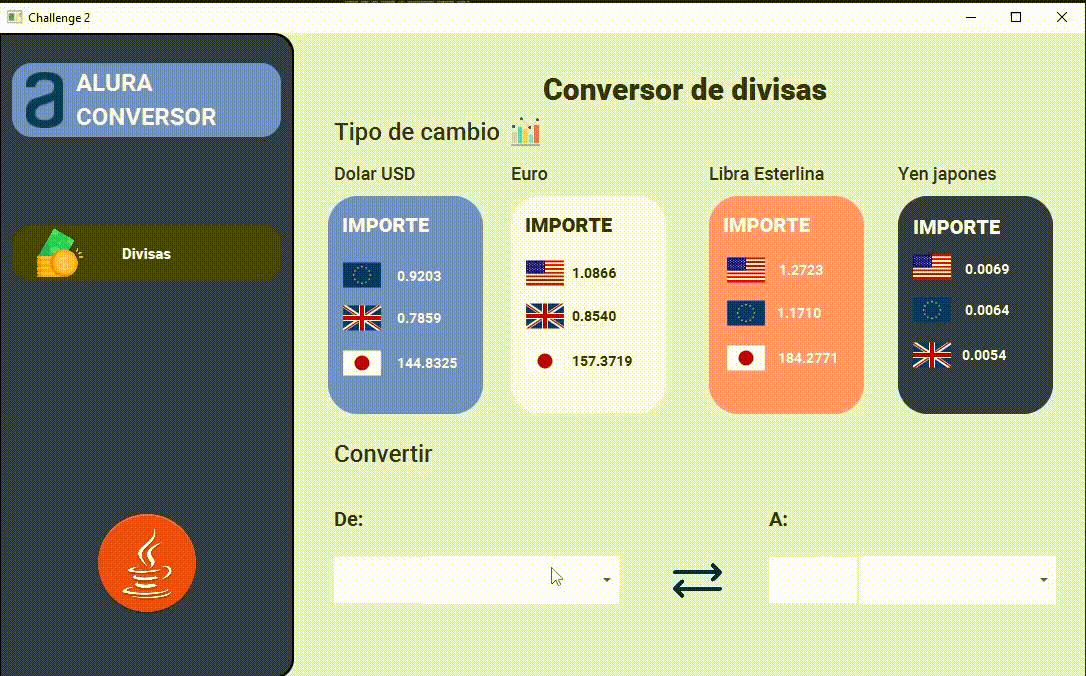 Challenge 2
ALURA
CONVERSOR
Divisas
Conversor de divisas
Tipo de cambio
Dolar USD
IMPORTE
0.9203
0.7859
144.8325
Euro
IMPORTE
1.0866
0.8540
157.3719
Libra Esterlina
IMPORTE
1.2723
1.1710
184.2771
Yen japones
IMPORTE
0.0069
0.0064
0.0054
Convertir
De:
A: